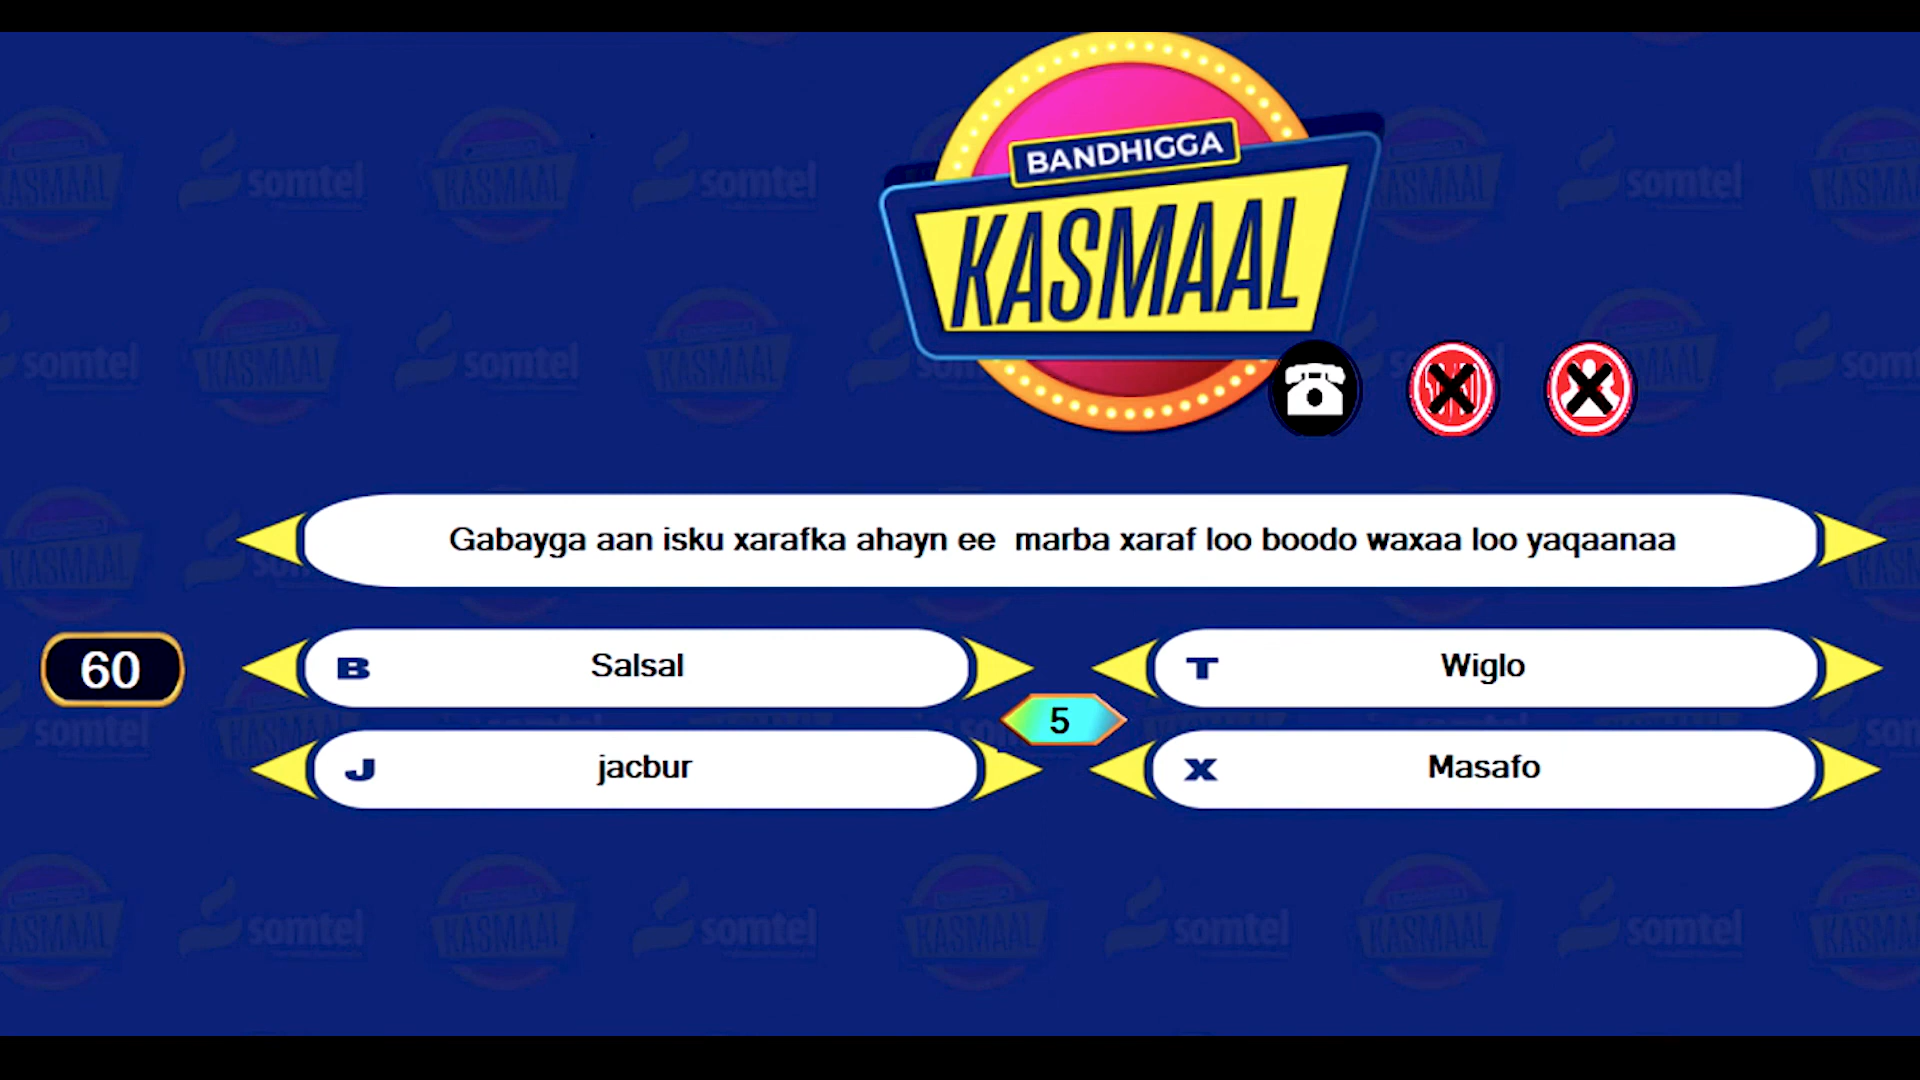 BANDHIGGA
KASMAAL
Gabayga aan isku xarafka ahayn ee marba xaraf loo boodo waxaa loo yaqaanaa
60
B Salsal
T Wiglo
5
J jacbur
X Masafo
somtel